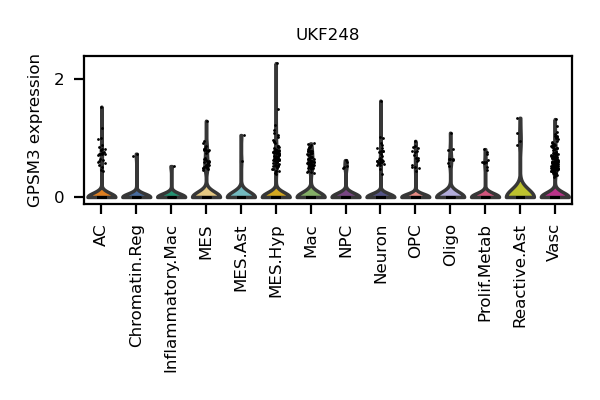 UKF248
GPSM3 expression
2
0
AC
Chromatin.Reg
Inflammatory.Mac
MES
MES.Ast
MES.Hyp
Mac
NPC
Neuron
OPC
Oligo
Prolif.Metab
Reactive.Ast
Vasc